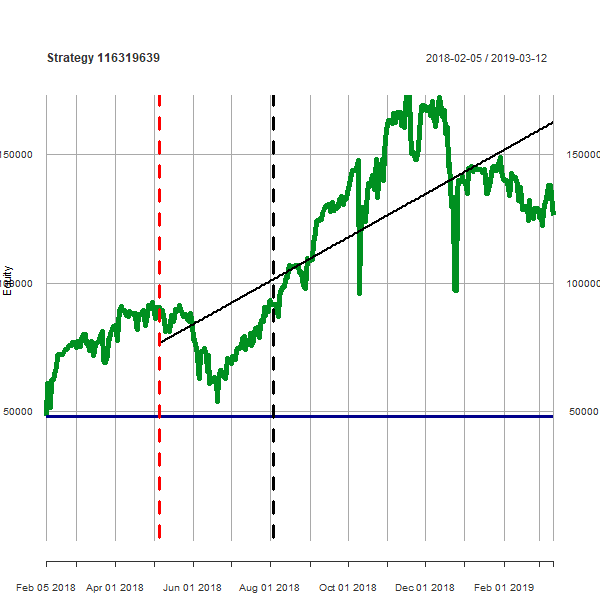 Strategy 116319639 2018-02-05 / 2019-03-12
150000 150000
100000 100000
Equity
50000 50000
Feb 05 2018 Apr 01 2018 Jun 01 2018 Aug 01 2018 Oct 01 2018 Dec 01 2018 Feb 01 2019